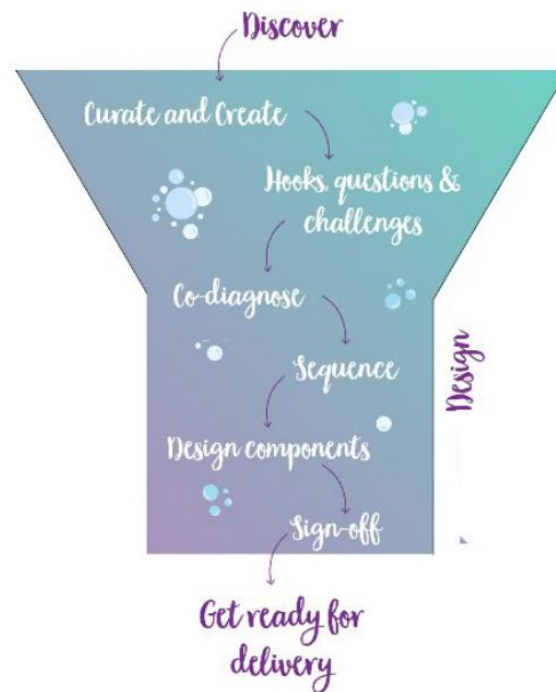 Discover
Curate and Create
Hooks, questions &
challenges
Co-diagnose
Sequence
Design
Design components
Sign-off
Get ready for
delivery